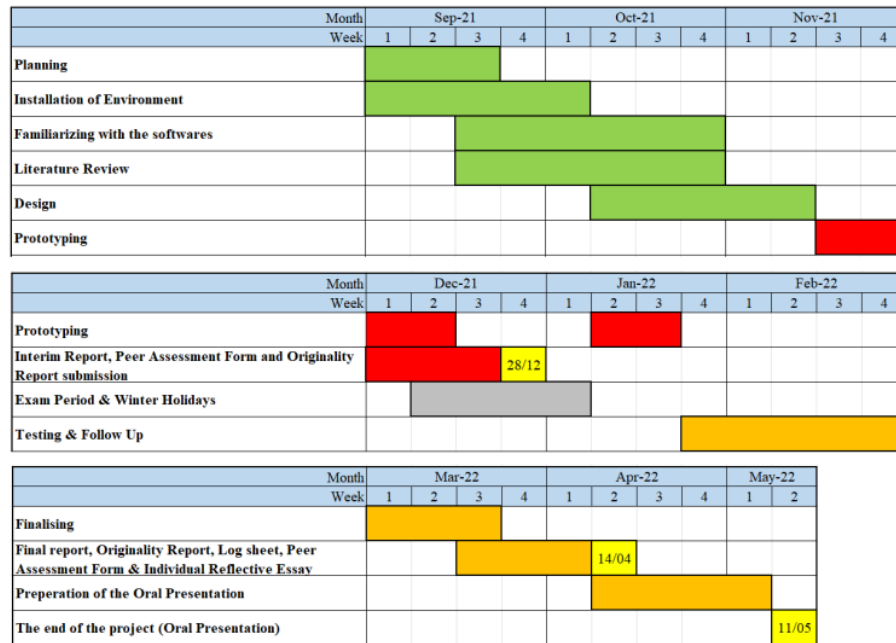 Month Sep-21 Oct-21 Nov-21
Week 1 2 3 4 1 2 3 4 1 2 3 4
Planning
Installation of Environment
Familiarizing with the softwares
Literature Review
Design
Prototyping
Month Dec-21 Jan-22 Feb-22
Week 1 2 3 4 1 2 3 4 1 2 3 4
Prototyping
Interim Report, Peer Assessment Form and Originality
Report submission 28/12
Exam Period & Winter Holidays
Testing & Follow Up
Month Mar-22 Apr-22 May-22
Week 1 2 3 4 1 2 3 4 1 2
Finalising
Final report, Originality Report, Log sheet, Peer
Assessment Form & Individual Reflective Essay 14/04
Preperation of the Oral Presentation
The end of the project (Oral Presentation) 11/05